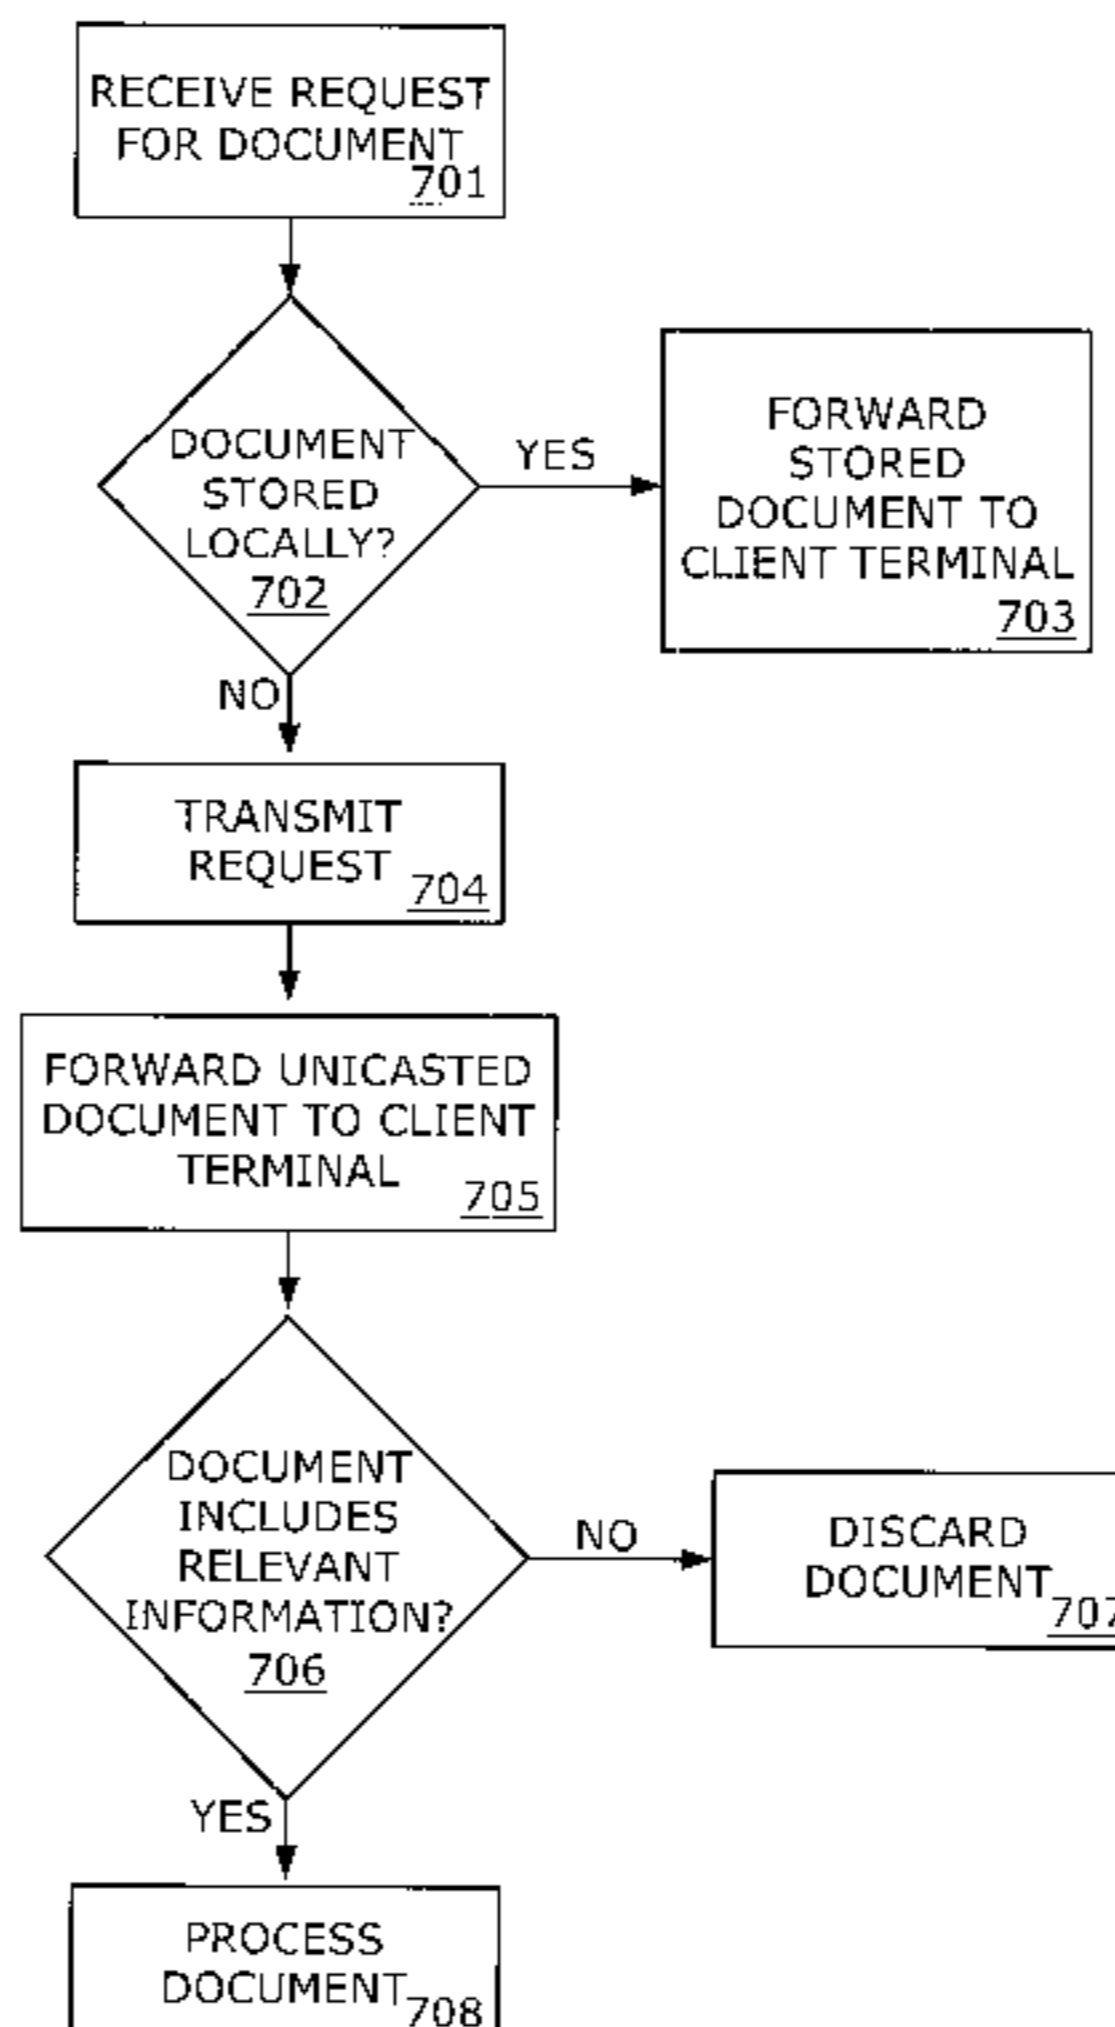 RECEIVE REQUEST
FOR DOCUMENT
701
DOCUMENT
STORED
LOCALLY?
702
YES
FORWARD
STORED
DOCUMENT TO
CLIENT TERMINAL
703
NO
TRANSMIT
REQUEST
704
FORWARD UNICASTED
DOCUMENT TO CLIENT
TERMINAL
705
DOCUMENT
INCLUDES
RELEVANT
INFORMATION?
706
NO
DISCARD
DOCUMENT
707
YES
PROCESS
DOCUMENT
708